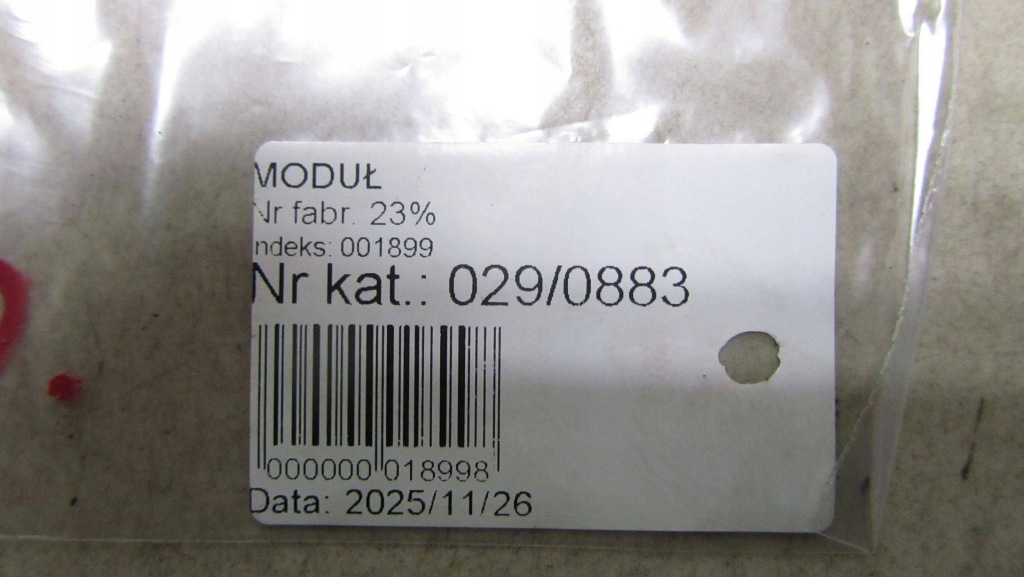 MODUŁ
Nr fabr. 23%
ndeks: 001899
Nr kat.: 029/0883
000000 018998
Data: 2025/11/26